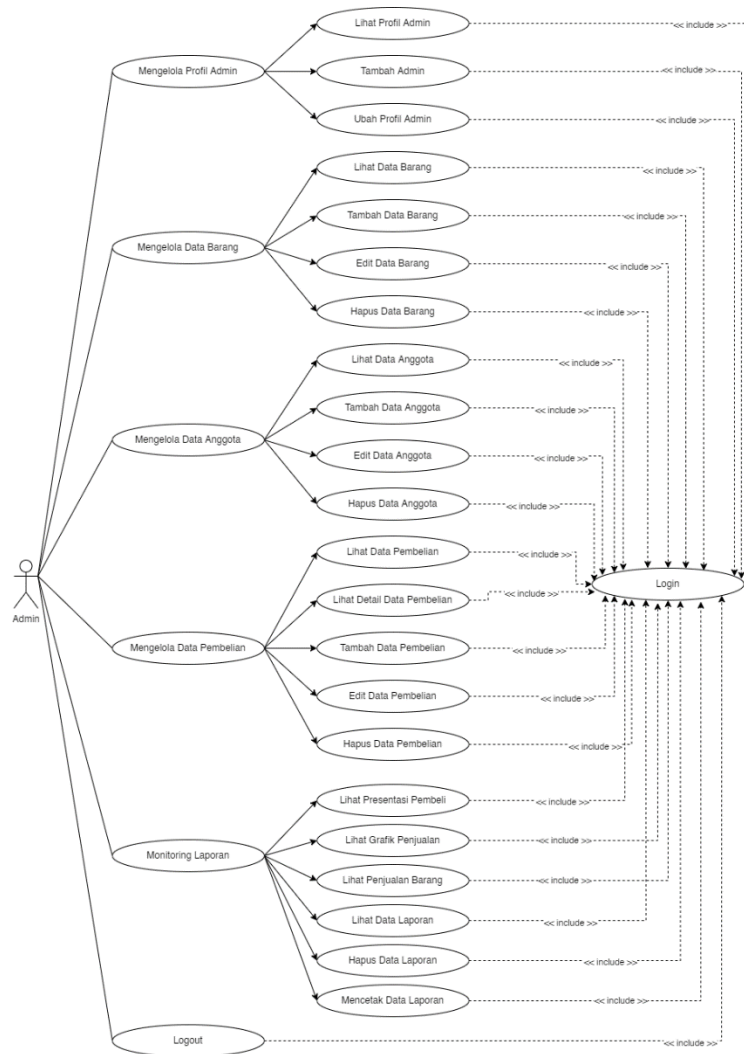 Lihat Profil Admin
<< include >>
Mengelola Profil Admin
Tambah Admin
<< include >>
Ubah Profil Admin
<< include >>
Lihat Data Barang
<< include >>
Tambah Data Barang
<< include >>
Mengelola Data Barang
Edit Data Barang
<< include >>
Hapus Data Barang
<< include >>
Lihat Data Anggota
<< include >>
Tambah Data Anggota
<< include >>
Mengelola Data Anggota
Edit Data Anggota
<< include >>
Hapus Data Anggota
<< include >>
Lihat Data Pembelian
<< include >>
Login
Lihat Detail Data Pembelian
<< include >>
Admin
Mengelola Data Pembelian
Tambah Data Pembelian
<< include >>
Edit Data Pembelian
<< include >>
Hapus Data Pembelian
<< include >>
Lihat Presentasi Pembeli
<< include >>
Lihat Grafik Penjualan
<< include >>
Monitoring Laporan
Lihat Penjualan Barang
<< include >>
Lihat Data Laporan
<< include >>
Hapus Data Laporan
<< include >>
Mencetak Data Laporan
<< include >>
Logout
<< include >>